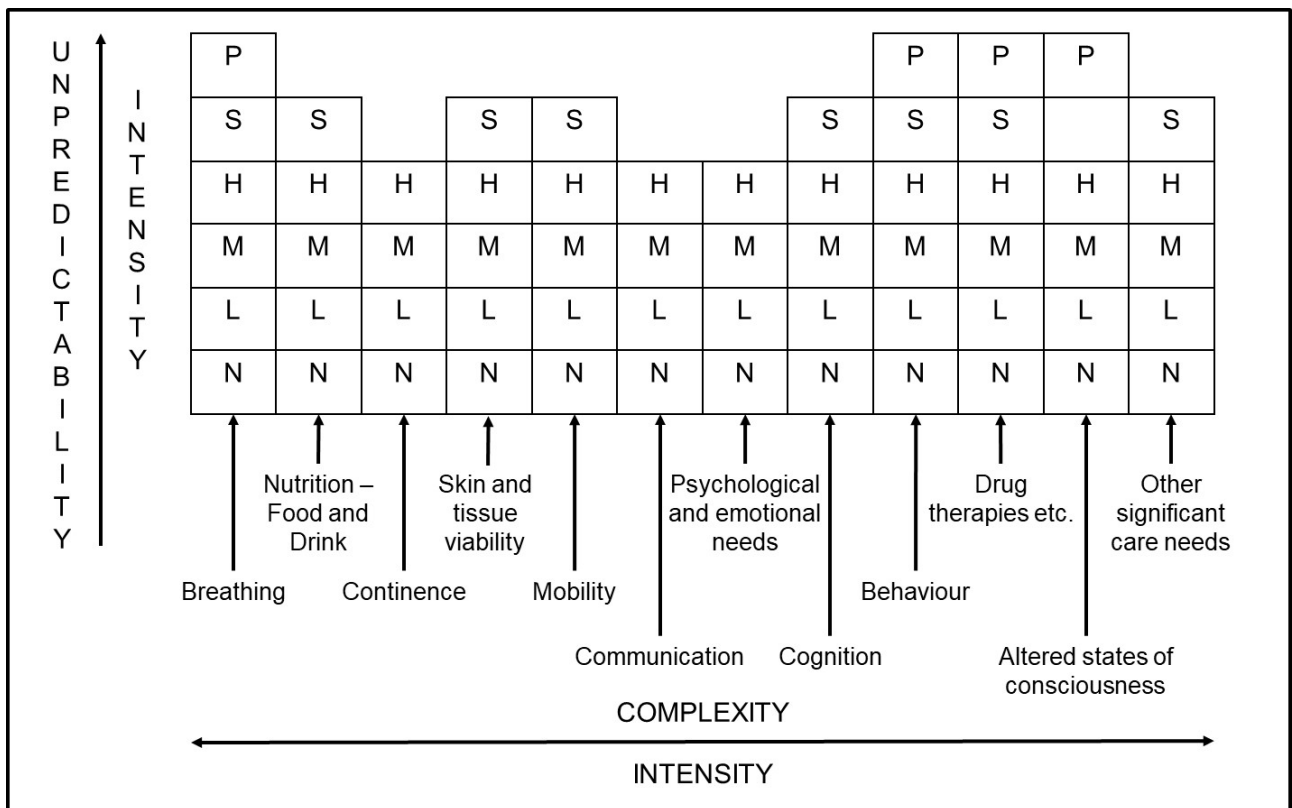 UNPREDICTABILITY
INTENSITY
P P P P
S S S S S S S S
H H H H H H H H H H H H
M M M M M M M M M M M M
L L L L L L L L L L L L
N N N N N N N N N N N N
Nutrition –
Food and
Drink
Skin and
tissue
viability
Psychological
and emotional
needs
Drug
therapies etc.
Other
significant
care needs
Breathing
Continence
Mobility
Behaviour
Communication
Cognition
Altered states of
consciousness
COMPLEXITY
INTENSITY